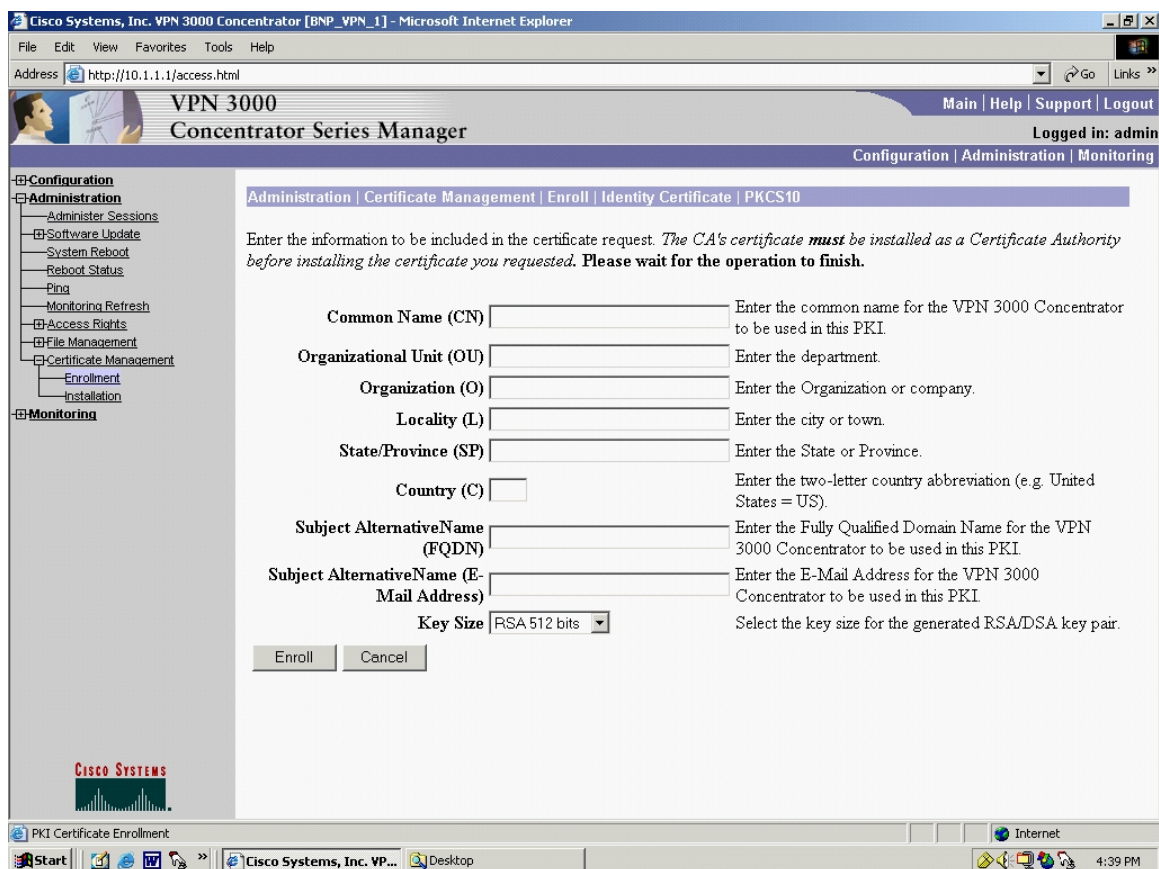 Cisco Systems, Inc. VPN 3000 Concentrator [BNP_VPN_1] - Microsoft Internet Explorer
File Edit View Favorites Tools Help
Address http://10.1.1.1/access.html Go Links »
VPN 3000
Concentrator Series Manager
Main | Help | Support | Logout
Logged in: admin
Configuration | Administration | Monitoring
Configuration
Administration
Administer Sessions
Software Update
System Reboot
Reboot Status
Ping
Monitoring Refresh
Access Rights
File Management
Certificate Management
Enrollment
Installation
Monitoring
Administration | Certificate Management | Enroll | Identity Certificate | PKCS10
Enter the information to be included in the certificate request. The CA's certificate must be installed as a Certificate Authority
before installing the certificate you requested. Please wait for the operation to finish.
Common Name (CN)
Enter the common name for the VPN 3000 Concentrator
to be used in this PKI.
Organizational Unit (OU)
Enter the department.
Organization (O)
Enter the Organization or company.
Locality (L)
Enter the city or town.
State/Province (SP)
Enter the State or Province.
Country (C)
Enter the two-letter country abbreviation (e.g. United
States = US).
Subject AlternativeName
(FQDN)
Enter the Fully Qualified Domain Name for the VPN
3000 Concentrator to be used in this PKI.
Subject AlternativeName (E-
Mail Address)
Enter the E-Mail Address for the VPN 3000
Concentrator to be used in this PKI.
Key Size RSA 512 bits
Select the key size for the generated RSA/DSA key pair.
Enroll Cancel
CISCO SYSTEMS
PKI Certificate Enrollment
Internet
Start » Cisco Systems, Inc. VP... Desktop 4:39 PM